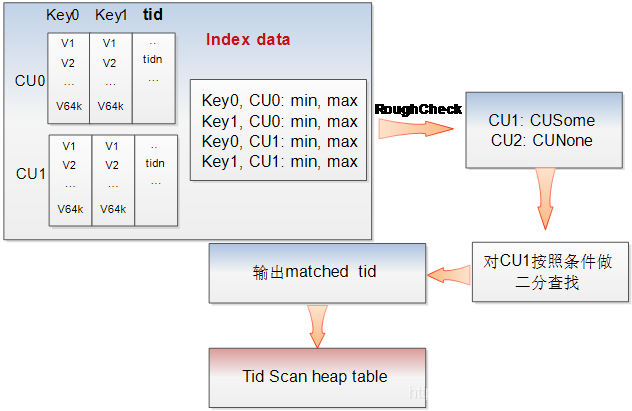 Key0 Key1 tid
Index data
CU0
V1 V1 ..
V2 V2 tidn
... ... ...
V64k V64k
CU1
V1 V1 ..
V2 V2 tidn
... ... ...
V64k V64k
Key0, CU0: min, max
Key1, CU0: min, max
Key0, CU1: min, max
Key1, CU1: min, max
RoughCheck
CU1: CUSome
CU2: CUNone
对CU1按照条件做
二分查找
输出matched tid
Tid Scan heap table